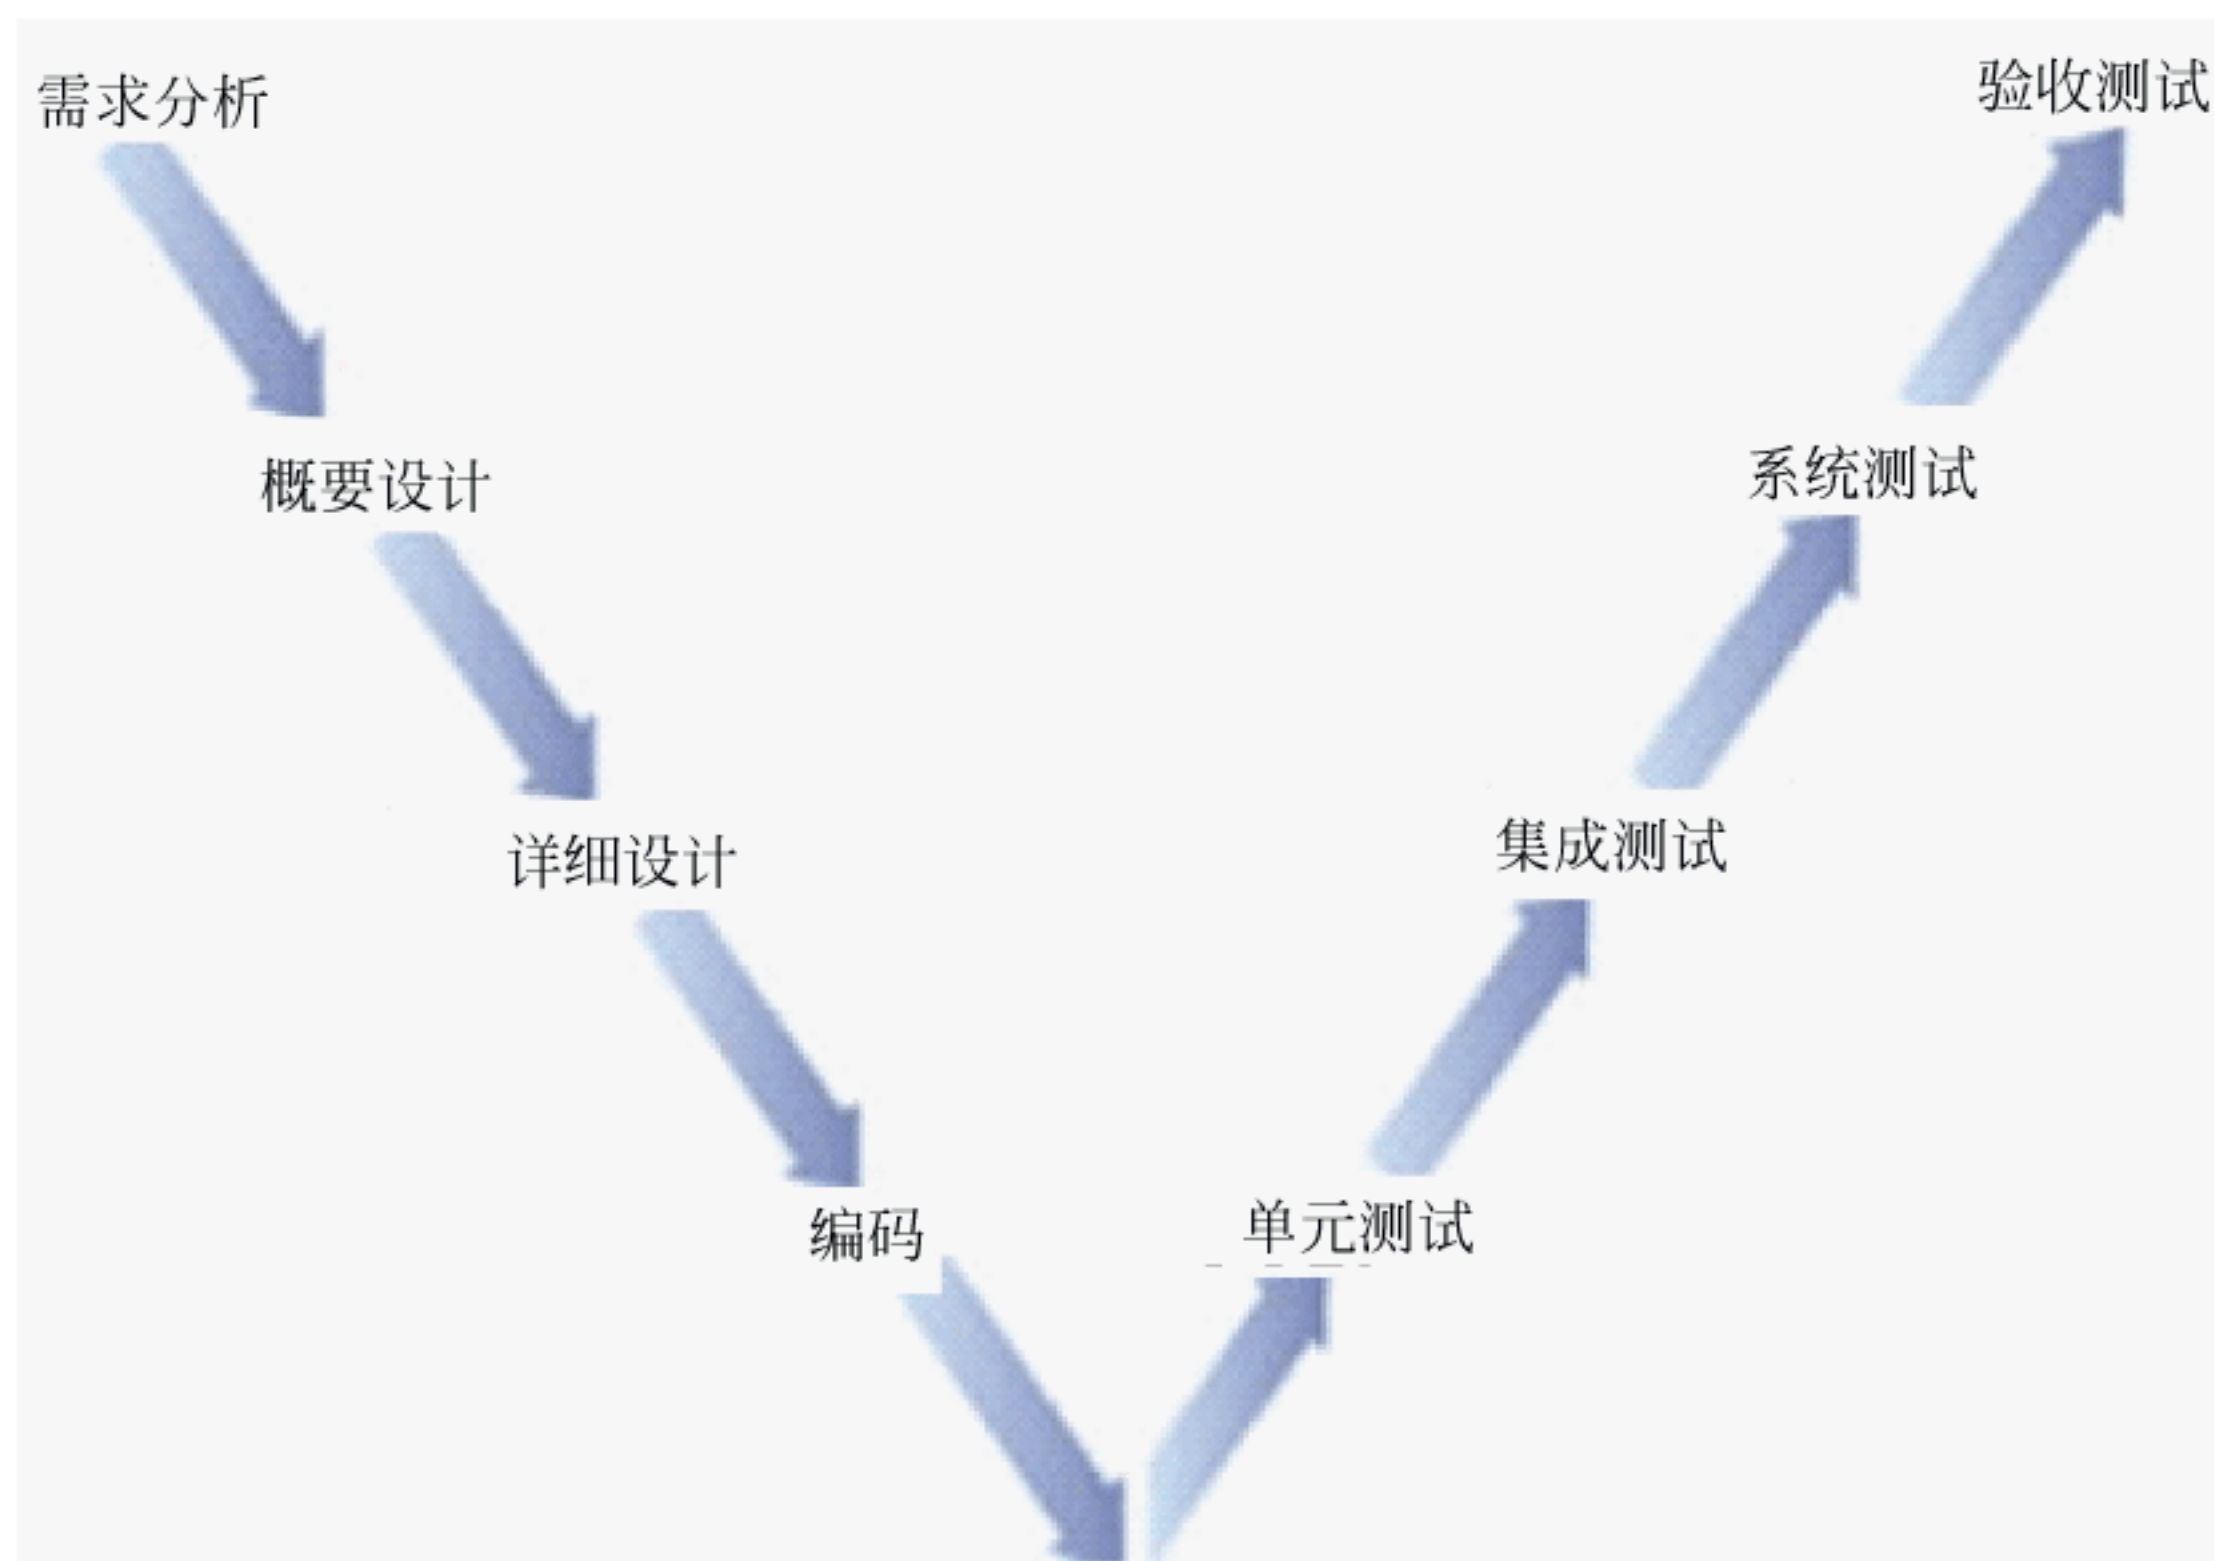 需求分析
验收测试
概要设计
系统测试
详细设计
集成测试
编码
单元测试